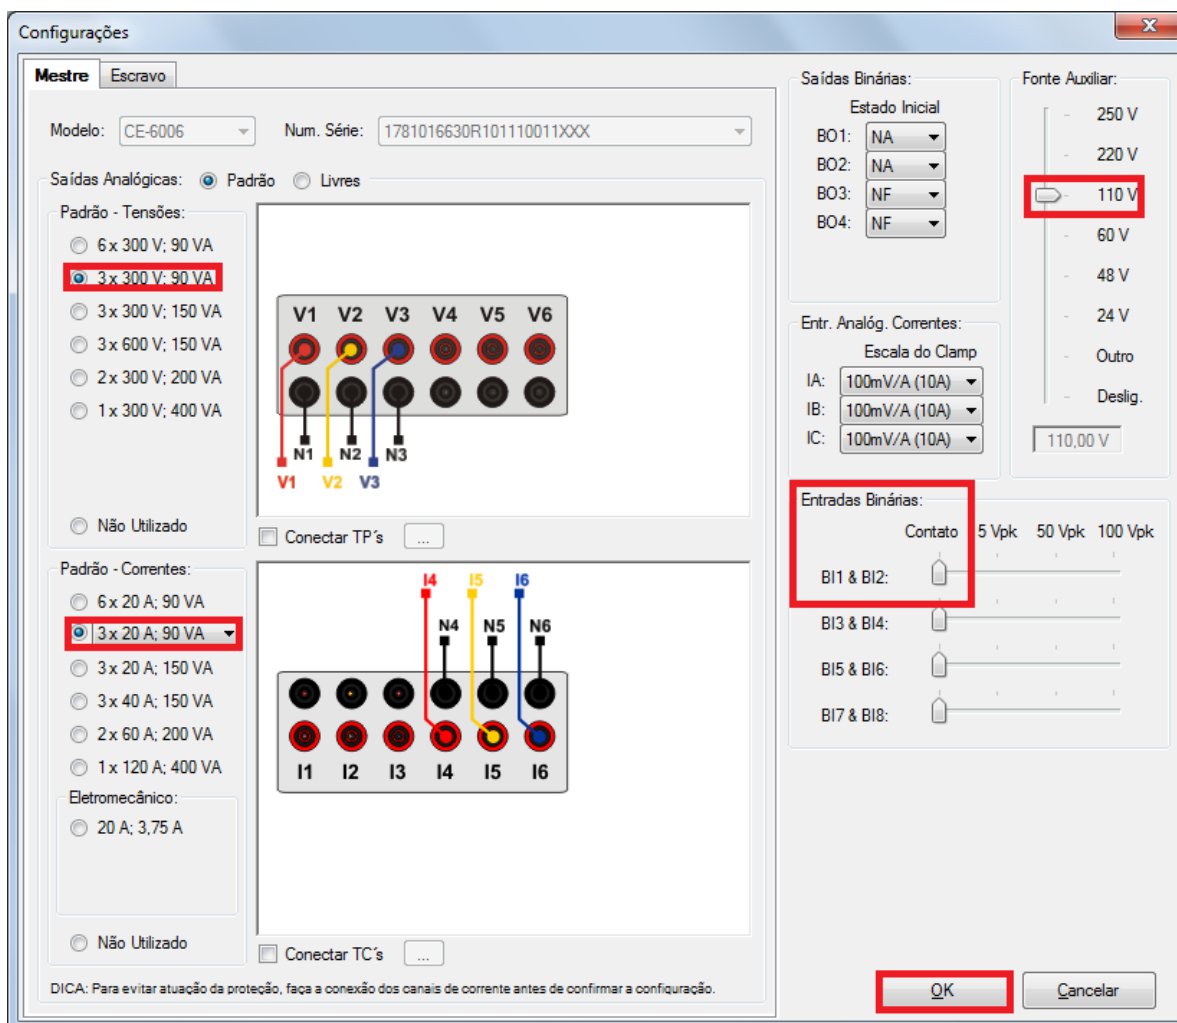 Configurações
Mestre Escravo
Modelo: CE-6006 Num. Série: 1781016630R101110011XXX
Saídas Analógicas: Padrão Livres
Padrão - Tensões:
6 x 300 V; 90 VA
3 x 300 V; 90 VA
3 x 300 V; 150 VA
3 x 600 V; 150 VA
2 x 300 V; 200 VA
1 x 300 V; 400 VA
Não Utilizado
V1 V2 V3 V4 V5 V6
N1 N2 N3
V1 V2 V3
Conectar TP´s ...
Padrão - Correntes:
6 x 20 A; 90 VA
3 x 20 A; 90 VA
3 x 20 A; 150 VA
3 x 40 A; 150 VA
2 x 60 A; 200 VA
1 x 120 A; 400 VA
Eletromecânico:
20 A; 3,75 A
Não Utilizado
I4 I5 I6
N4 N5 N6
I1 I2 I3 I4 I5 I6
Conectar TC´s ...
DICA: Para evitar atuação da proteção, faça a conexão dos canais de corrente antes de confirmar a configuração.
Saídas Binárias:
Estado Inicial
BO1: NA
BO2: NA
BO3: NF
BO4: NF
Fonte Auxiliar:
250 V
220 V
110 V
60 V
48 V
24 V
Outro
Deslig.
110,00 V
Entr. Analóg. Correntes:
Escala do Clamp
IA: 100mV/A (10A)
IB: 100mV/A (10A)
IC: 100mV/A (10A)
Entradas Binárias:
Contato 5 Vpk 50 Vpk 100 Vpk
BI1 & BI2:
BI3 & BI4:
BI5 & BI6:
BI7 & BI8:
OK Cancelar